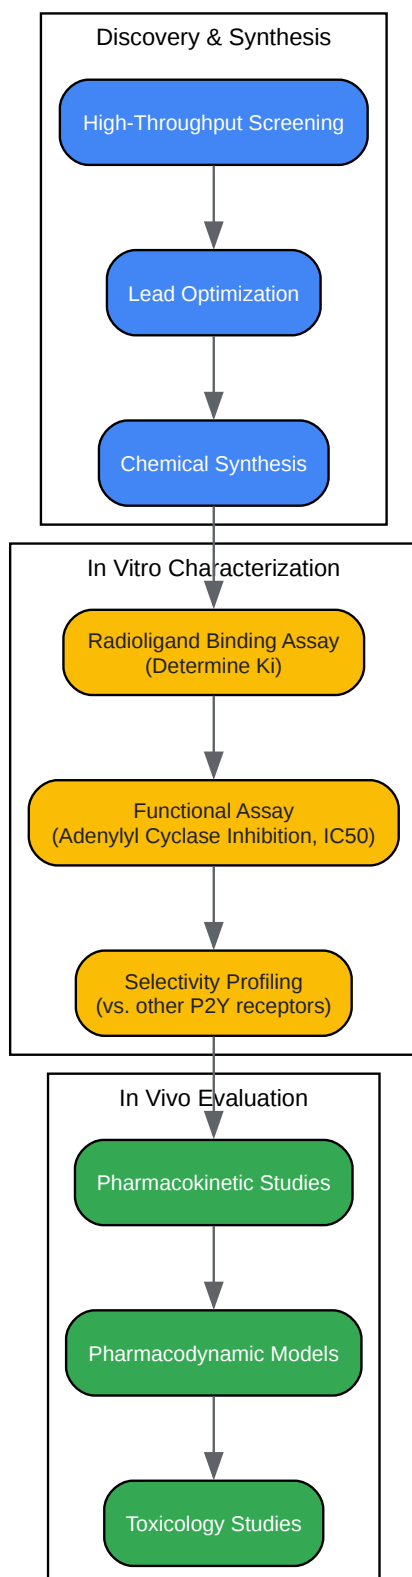 Discovery & Synthesis
High-Throughput Screening
Lead Optimization
Chemical Synthesis
In Vitro Characterization
Radioligand Binding Assay
(Determine Ki)
Functional Assay
(Adenylyl Cyclase Inhibition, IC50)
Selectivity Profiling
(vs. other P2Y receptors)
In Vivo Evaluation
Pharmacokinetic Studies
Pharmacodynamic Models
Toxicology Studies